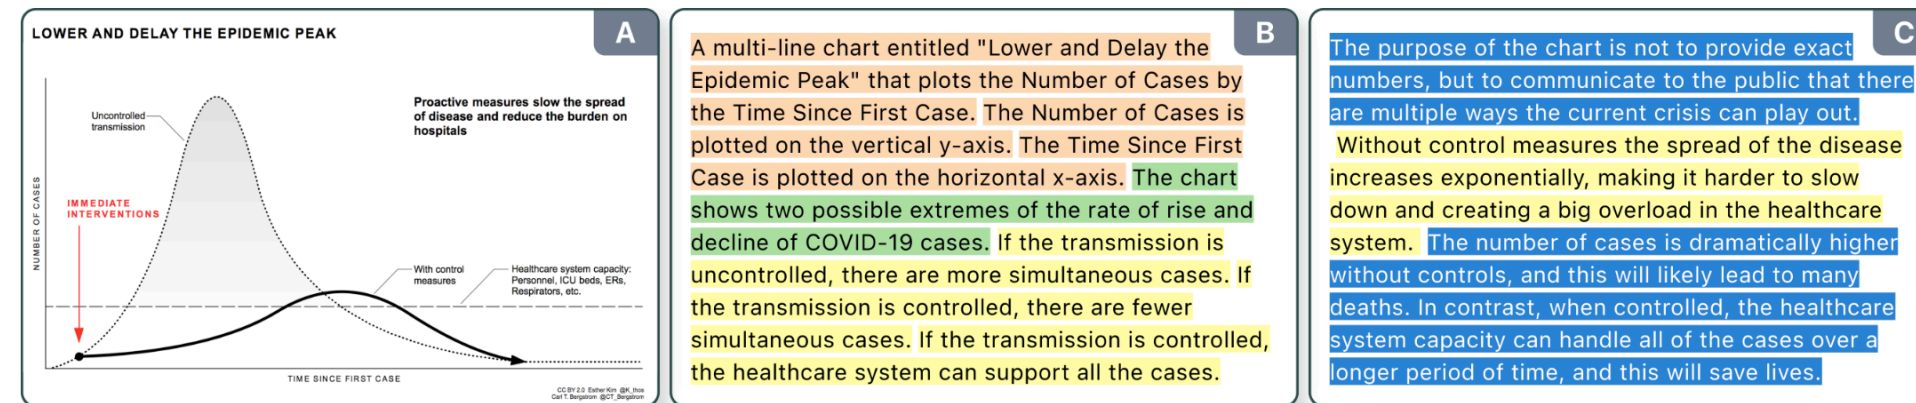 LOWER AND DELAY THE EPIDEMIC PEAK
A
Uncontrolled
transmission
Proactive measures slow the spread
of disease and reduce the burden on
hospitals
NUMBER OF CASES
IMMEDIATE
INTERVENTIONS
With control
measures
Healthcare system capacity:
Personnel, ICU beds, ERs,
Respirators, etc.
TIME SINCE FIRST CASE
CC BY 2.0 Esther Kim @K_thos
Carl T. Bergstrom @CT_Bergstrom
B
A multi-line chart entitled "Lower and Delay the
Epidemic Peak" that plots the Number of Cases by
the Time Since First Case. The Number of Cases is
plotted on the vertical y-axis. The Time Since First
Case is plotted on the horizontal x-axis. The chart
shows two possible extremes of the rate of rise and
decline of COVID-19 cases. If the transmission is
uncontrolled, there are more simultaneous cases. If
the transmission is controlled, there are fewer
simultaneous cases. If the transmission is controlled,
the healthcare system can support all the cases.
C
The purpose of the chart is not to provide exact
numbers, but to communicate to the public that there
are multiple ways the current crisis can play out.
Without control measures the spread of the disease
increases exponentially, making it harder to slow
down and creating a big overload in the healthcare
system. The number of cases is dramatically higher
without controls, and this will likely lead to many
deaths. In contrast, when controlled, the healthcare
system capacity can handle all of the cases over a
longer period of time, and this will save lives.